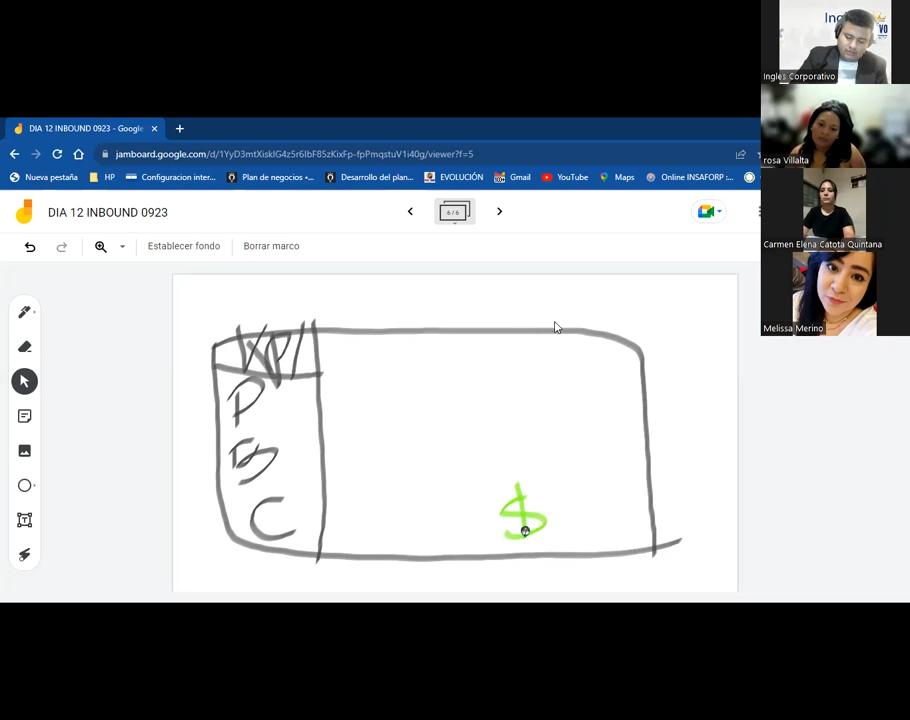 DIA 12 INBOUND 0923 - Google
jamboard.google.com/d/1YyD3mtXisklG4z5r6IbF85zKixFp-fpPmqstuV1i40g/viewer?f=5
Nueva pestaña HP Configuracion inter... Plan de negocios •... Desarrollo del plan... EVOLUCIÓN Gmail YouTube Maps Online INSAFORP :...
DIA 12 INBOUND 0923
6/6
Establecer fondo Borrar marco
KPI
P
B
C
$
Ingles Corporativo
rosa Villalta
Carmen Elena Catota Quintana
Melissa Merino